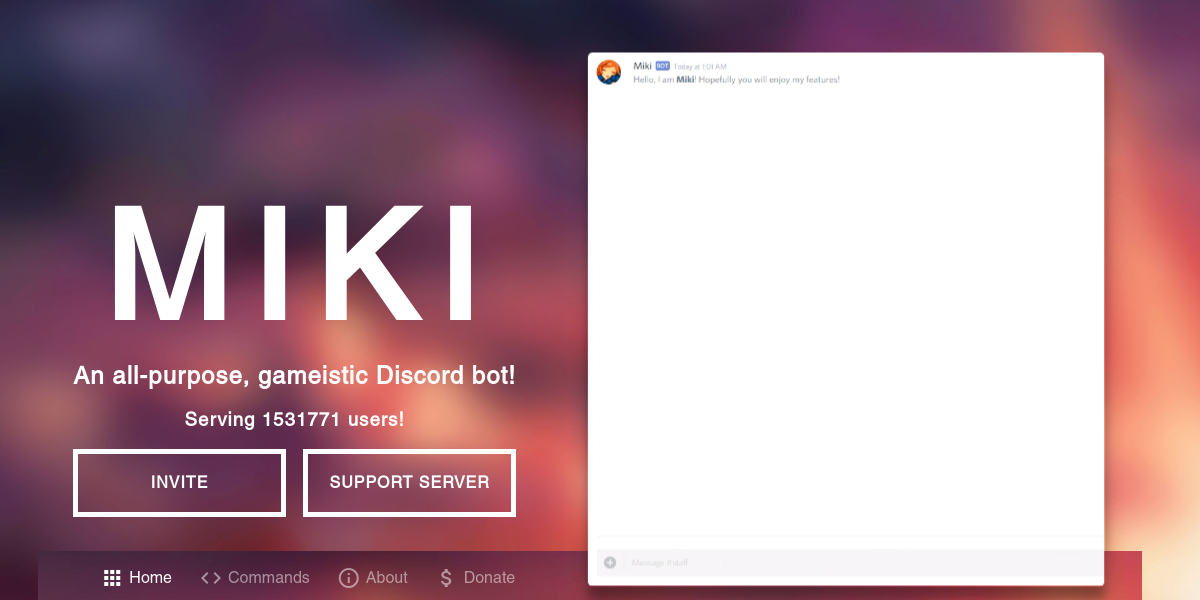 MIKI
An all-purpose, gameistic Discord bot!
Serving 1531771 users!
INVITE
SUPPORT SERVER
Home
Commands
About
Donate
Miki BOT Today at 1:01 AM
Hello, I am Miki! Hopefully you will enjoy my features!
Message #staff